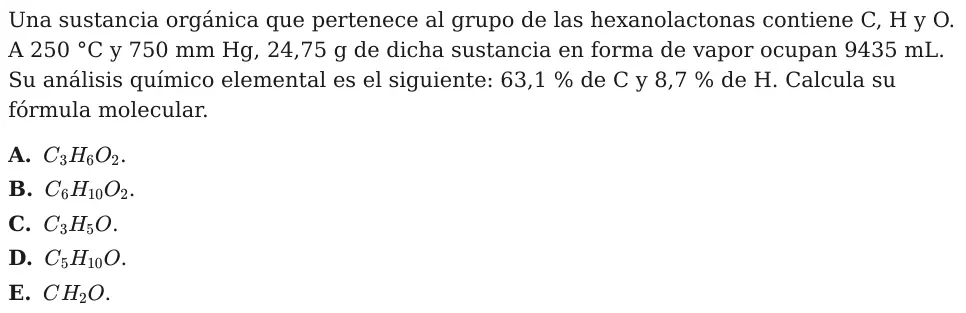 Una sustancia orgánica que pertenece al grupo de las hexanolactonas contiene C, H y O.
A 250 °C y 750 mm Hg, 24,75 g de dicha sustancia en forma de vapor ocupan 9435 mL.
Su análisis químico elemental es el siguiente: 63,1 % de C y 8,7 % de H. Calcula su
fórmula molecular.
A. C₃H₆O₂.
B. C₆H₁₀O₂.
C. C₃H₅O.
D. C₅H₁₀O.
E. CH₂O.